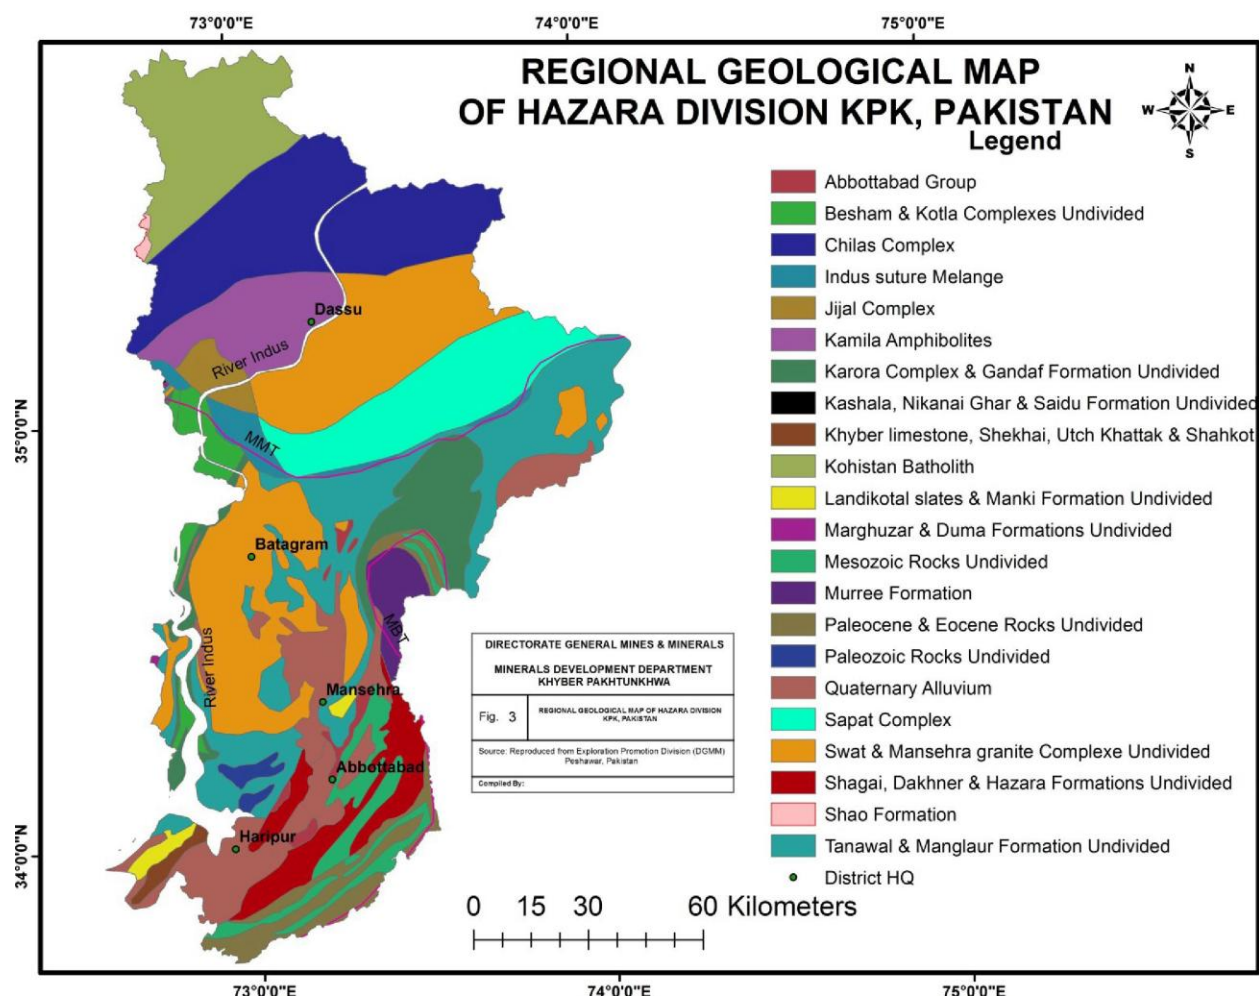 73°0'0"E 74°0'0"E 75°0'0"E
REGIONAL GEOLOGICAL MAP
OF HAZARA DIVISION KPK, PAKISTAN
N
W E
S
Legend
Abbottabad Group
Besham & Kotla Complexes Undivided
Chilas Complex
Indus suture Melange
Jijal Complex
Kamila Amphibolites
Karora Complex & Gandaf Formation Undivided
Kashala, Nikanai Ghar & Saidu Formation Undivided
Khyber limestone, Shekhai, Utch Khattak & Shahkot
Kohistan Batholith
Landikotal slates & Manki Formation Undivided
Marghuzar & Duma Formations Undivided
Mesozoic Rocks Undivided
Murree Formation
Paleocene & Eocene Rocks Undivided
Paleozoic Rocks Undivided
Quaternary Alluvium
Sapat Complex
Swat & Mansehra granite Complexe Undivided
Shagai, Dakhner & Hazara Formations Undivided
Shao Formation
Tanawal & Manglaur Formation Undivided
District HQ
Dassu
River Indus
35°0'0"N
MMT
Batagram
MBT
River Indus
Mansehra
Abbottabad
Haripur
34°0'0"N
DIRECTORATE GENERAL MINES & MINERALS
MINERALS DEVELOPMENT DEPARTMENT
KHYBER PAKHTUNKHWA
Fig. 3
REGIONAL GEOLOGICAL MAP OF HAZARA DIVISION
KPK, PAKISTAN
Source: Reproduced from Exploration Promotion Division (DGMM)
Peshawar, Pakistan
Compiled By:
0 15 30 60 Kilometers
73°0'0"E 74°0'0"E 75°0'0"E